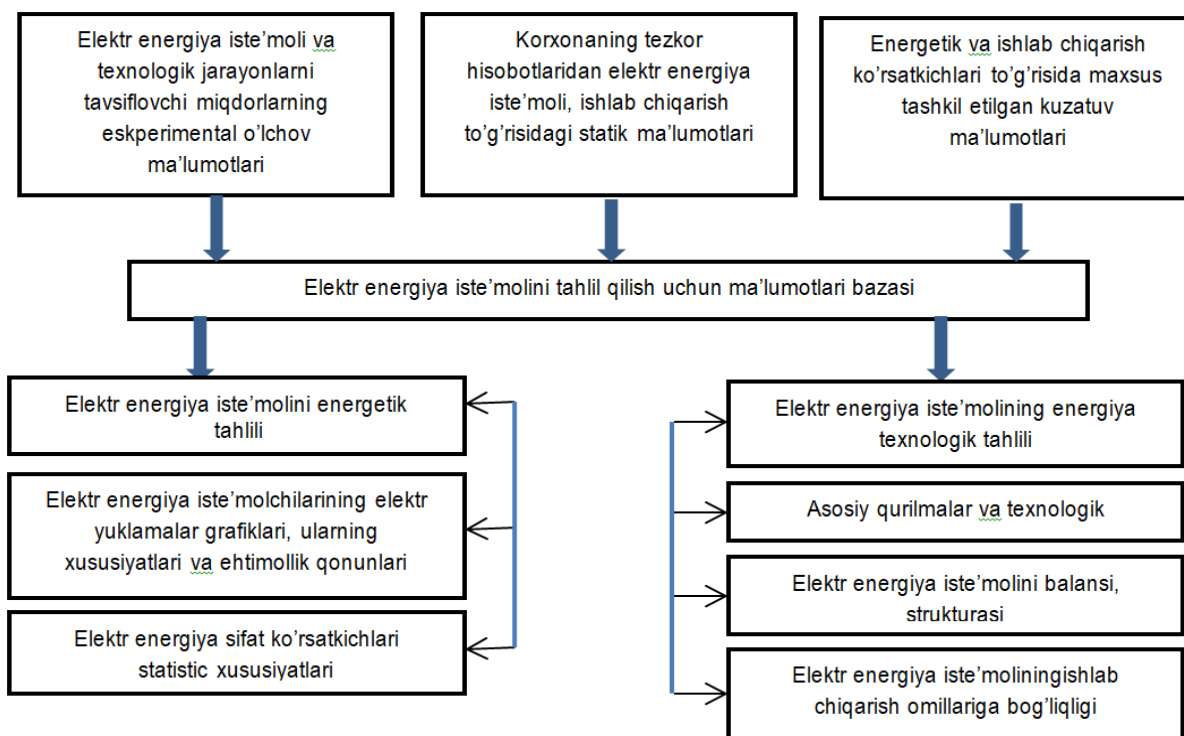 Elektr energiya iste’moli va
texnologik jarayonlarni
tavsiflovchi miqdorlarning
eskperimental o’lchov
ma’lumotlari
Korxonaning tezkor
hisobotlaridan elektr energiya
iste’moli, ishlab chiqarish
to’g’risidagi statik ma’lumotlari
Energetik va ishlab chiqarish
ko’rsatkichlari to’g’risida maxsus
tashkil etilgan kuzatuv
ma’lumotlari
Elektr energiya iste’molini tahlil qilish uchun ma’lumotlari bazasi
Elektr energiya iste’molini energetik
tahlili
Elektr energiya iste’molchilarining elektr
yuklamalar grafiklari, ularning
xususiyatlari va ehtimollik qonunlari
Elektr energiya sifat ko’rsatkichlari
statistic xususiyatlari
Elektr energiya iste’molining energiya
texnologik tahlili
Asosiy qurilmalar va texnologik
Elektr energiya iste’molini balansi,
strukturasi
Elektr energiya iste’moliningishlab
chiqarish omillariga bog’liqligi